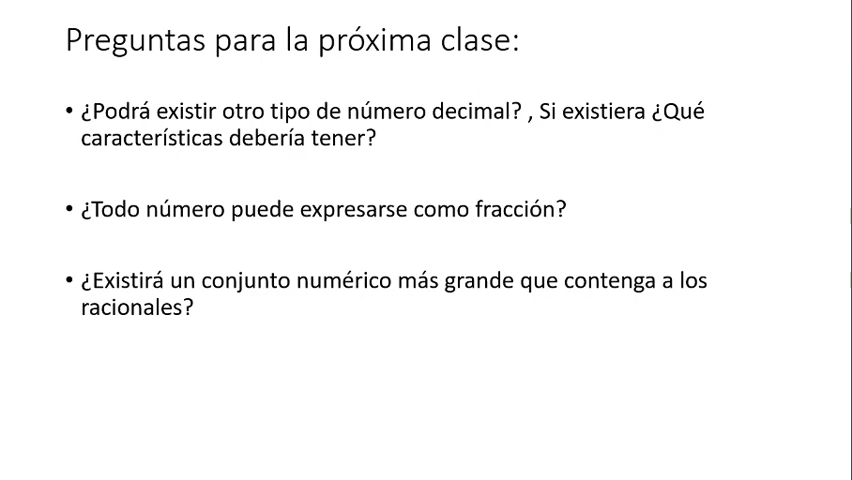 Preguntas para la próxima clase:
• ¿Podrá existir otro tipo de número decimal? , Si existiera ¿Qué
características debería tener?
• ¿Todo número puede expresarse como fracción?
• ¿Existirá un conjunto numérico más grande que contenga a los
racionales?